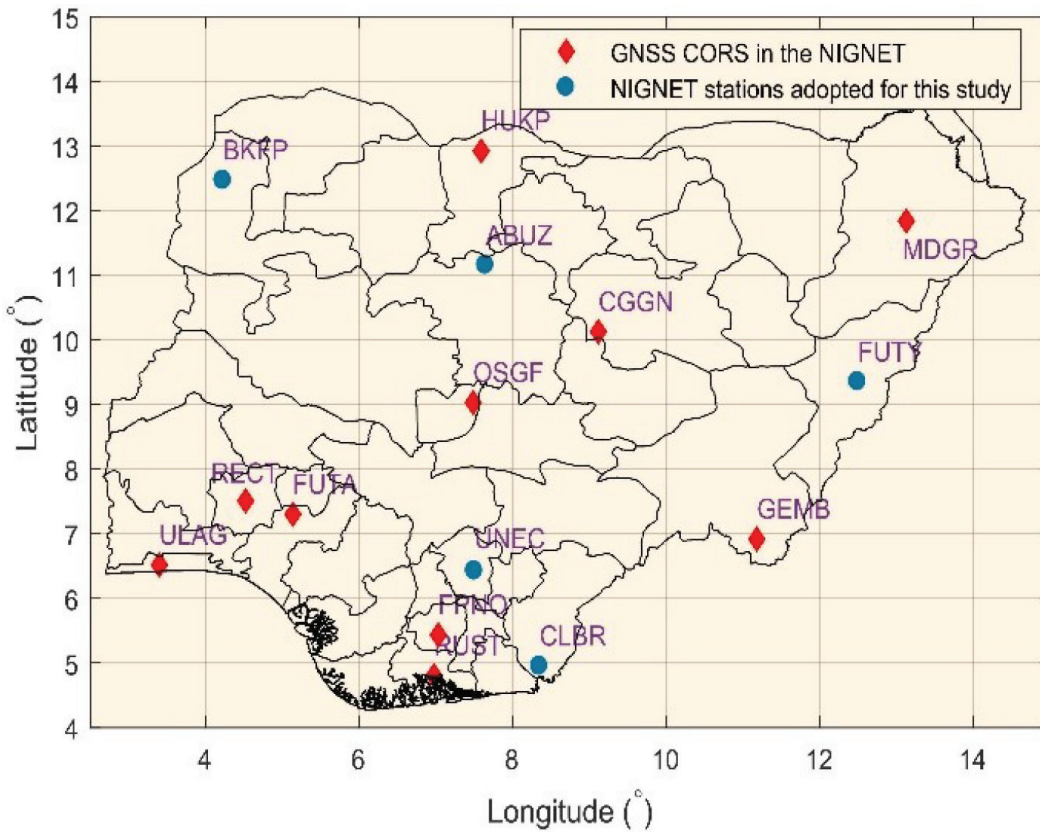 15
14
13
12
11
10
9
8
7
6
5
4
Latitude (°)
GNSS CORS in the NIGNET
NIGNET stations adopted for this study
HUKP
BKFP
ABUZ
MDGR
CGGN
FUTY
OSGF
RECT
FUTA
ULAG
GEMB
UNEC
FPNO
CLBR
RUST
4
6
8
10
12
14
Longitude (°)